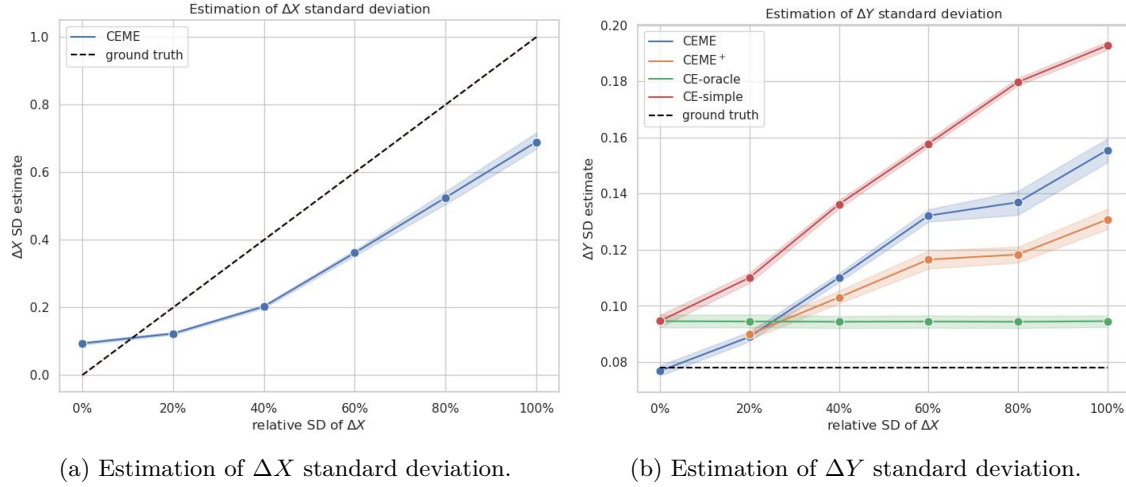 Estimation of ΔX standard deviation
CEME
ground truth
1.0
0.8
0.6
0.4
0.2
0.0
ΔX SD estimate
0%
20%
40%
60%
80%
100%
relative SD of ΔX
(a) Estimation of ΔX standard deviation.
Estimation of ΔY standard deviation
CEME
CEME+
CE-oracle
CE-simple
ground truth
0.20
0.18
0.16
0.14
0.12
0.10
0.08
ΔY SD estimate
0%
20%
40%
60%
80%
100%
relative SD of ΔX
(b) Estimation of ΔY standard deviation.